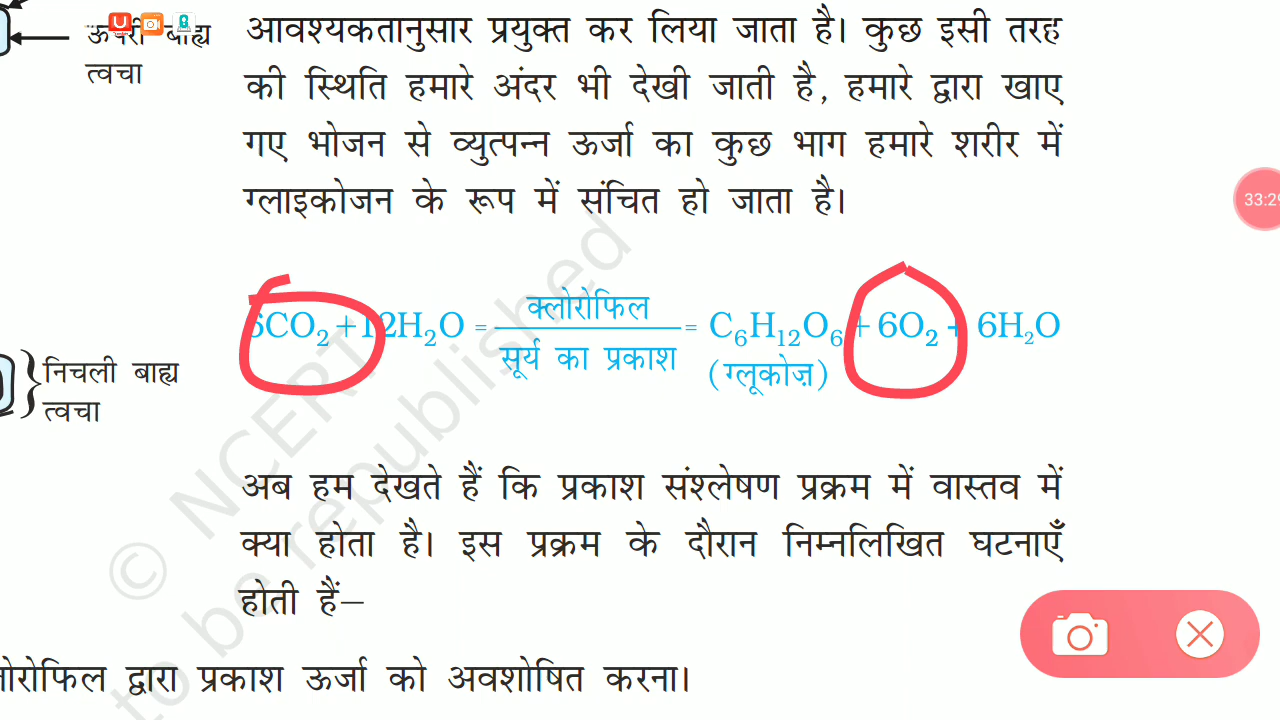 ऊपरी बाह्य
त्वचा
आवश्यकतानुसार प्रयुक्त कर लिया जाता है। कुछ इसी तरह
की स्थिति हमारे अंदर भी देखी जाती है, हमारे द्वारा खाए
गए भोजन से व्युत्पन्न ऊर्जा का कुछ भाग हमारे शरीर में
ग्लाइकोजन के रूप में संचित हो जाता है।
33:29
क्लोरोफिल
6CO₂ + 12H₂O = = C₆H₁₂O₆ + 6O₂ + 6H₂O
सूर्य का प्रकाश (ग्लूकोज़)
निचली बाह्य
त्वचा
अब हम देखते हैं कि प्रकाश संश्लेषण प्रक्रम में वास्तव में
क्या होता है। इस प्रक्रम के दौरान निम्नलिखित घटनाएँ
होती हैं—
द्वारा प्रकाश ऊर्जा को अवशोषित करना।
© NCERT
to be republished